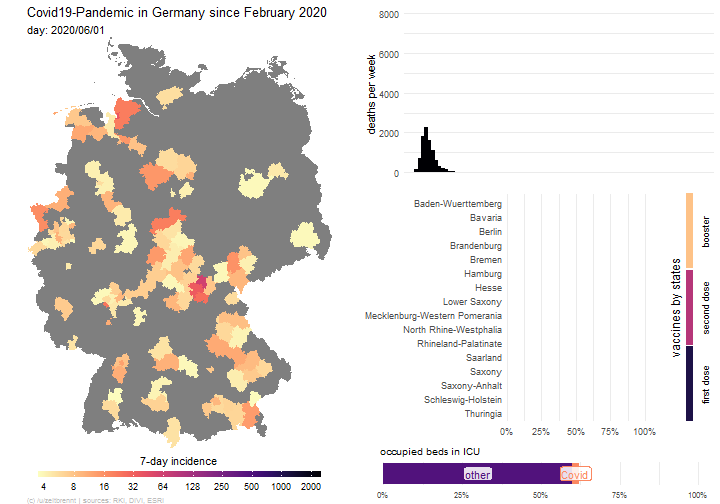 Covid19-Pandemic in Germany since February 2020
day: 2020/06/01
7-day incidence
4 8 16 32 64 125 250 500 1000 2000
(c) /u/zeltbrennt | sources: RKI, DIVI, ESRI
deaths per week
8000
6000
4000
2000
0
Baden-Wuerttemberg
Bavaria
Berlin
Brandenburg
Bremen
Hamburg
Hesse
Lower Saxony
Mecklenburg-Western Pomerania
North Rhine-Westphalia
Rhineland-Palatinate
Saarland
Saxony
Saxony-Anhalt
Schleswig-Holstein
Thuringia
0% 25% 50% 75% 100%
vaccines by states
booster
second dose
first dose
occupied beds in ICU
other Covid
0% 25% 50% 75% 100%